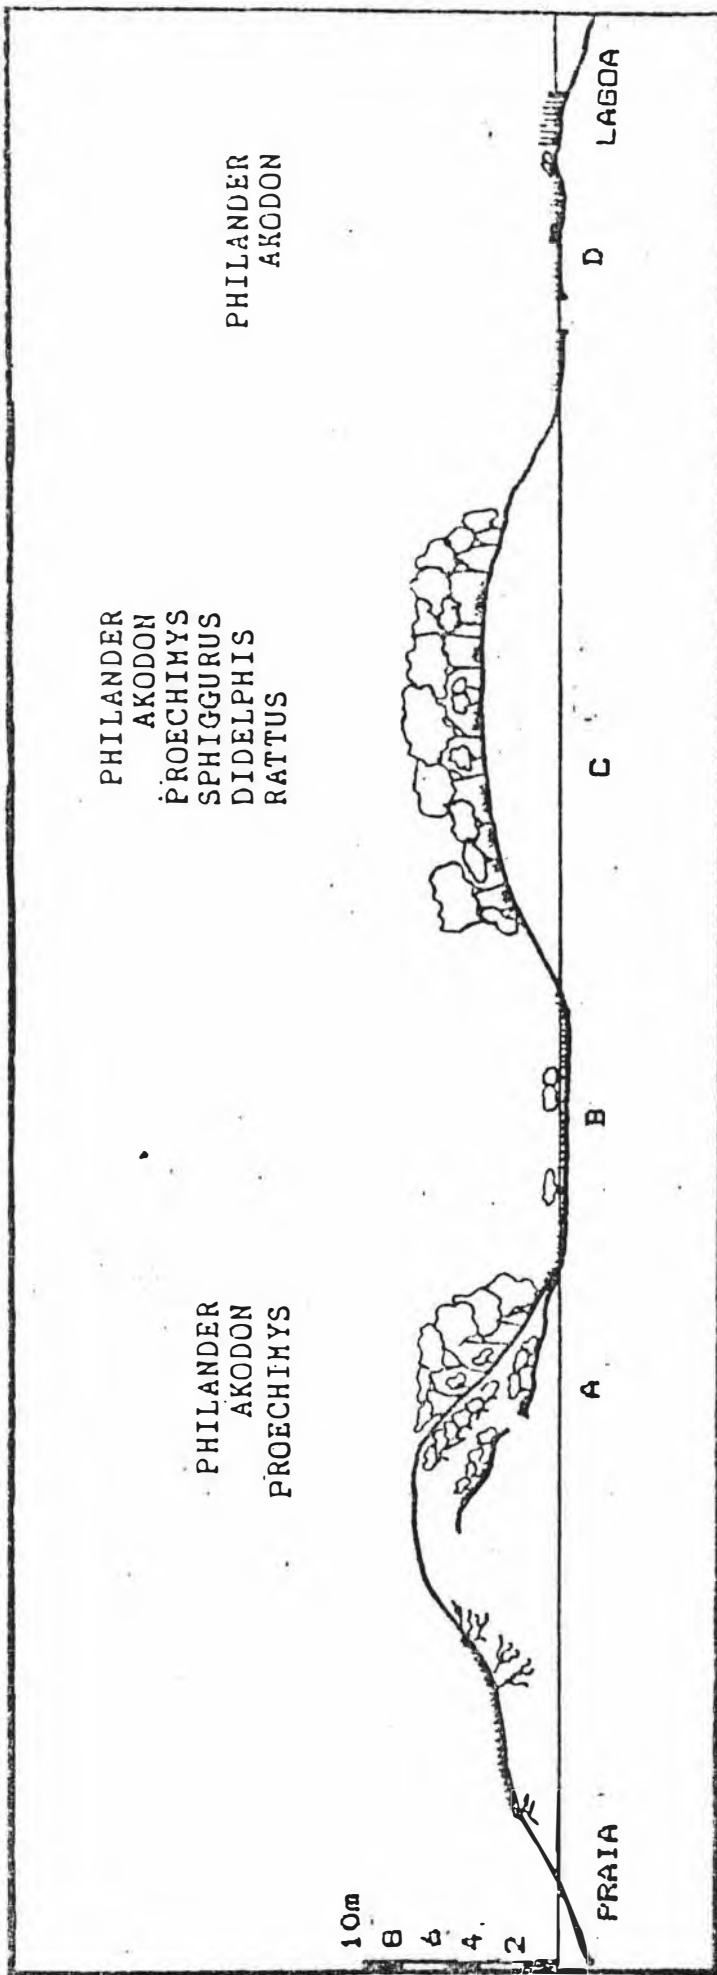 PHILANDER
AKODON
PROECHIMYS
PHILANDER
AKODON
PROECHIMYS
SPHIGGURUS
DIDELPHIS
RATTUS
PHILANDER
AKODON
10m
8
6
4
2
PRAIA
A
B
C
D
LAGOA